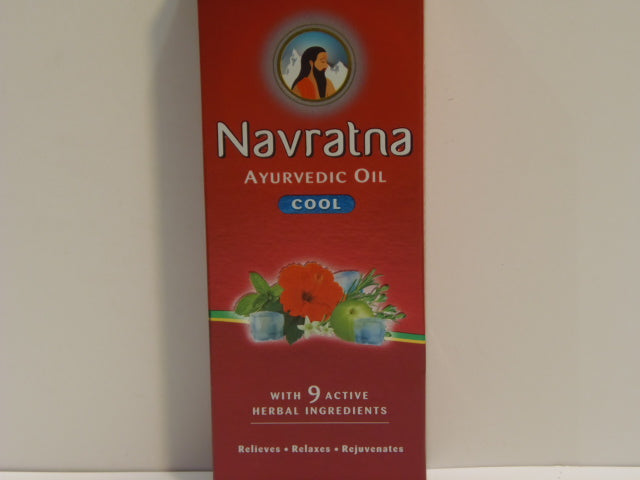 Navratna
AYURVEDIC OIL
COOL
WITH 9 ACTIVE
HERBAL INGREDIENTS
Relieves • Relaxes • Rejuvenates